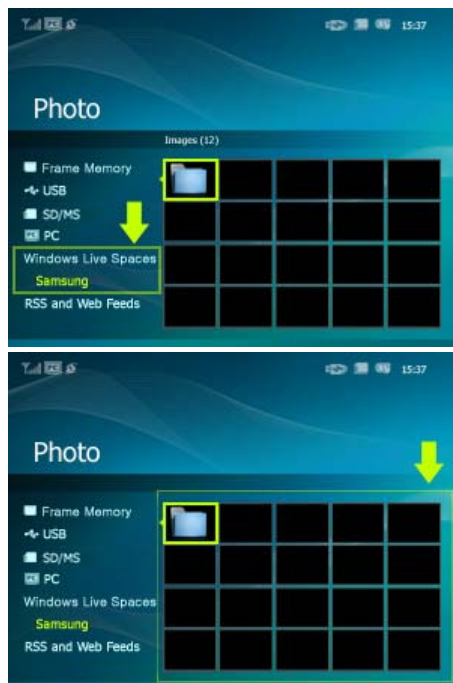 15:37
Photo
Images (12)
Frame Memory
USB
SD/MS
PC
Windows Live Spaces
Samsung
RSS and Web Feeds
15:37
Photo
Frame Memory
USB
SD/MS
PC
Windows Live Spaces
Samsung
RSS and Web Feeds